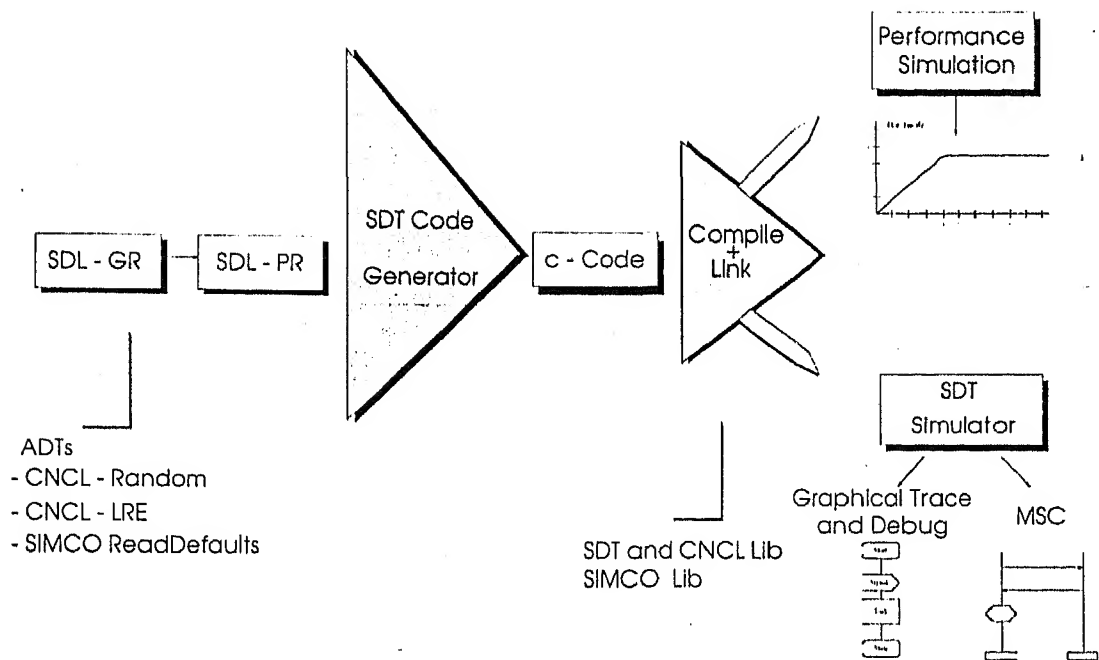 Performance
Simulation
SDL - GR
SDL - PR
SDT Code
Generator
c - Code
Compile
+
Link
ADTs
- CNCL - Random
- CNCL - LRE
- SIMCO ReadDefaults
SDT and CNCL Lib
SIMCO Lib
SDT
Simulator
Graphical Trace
and Debug
MSC